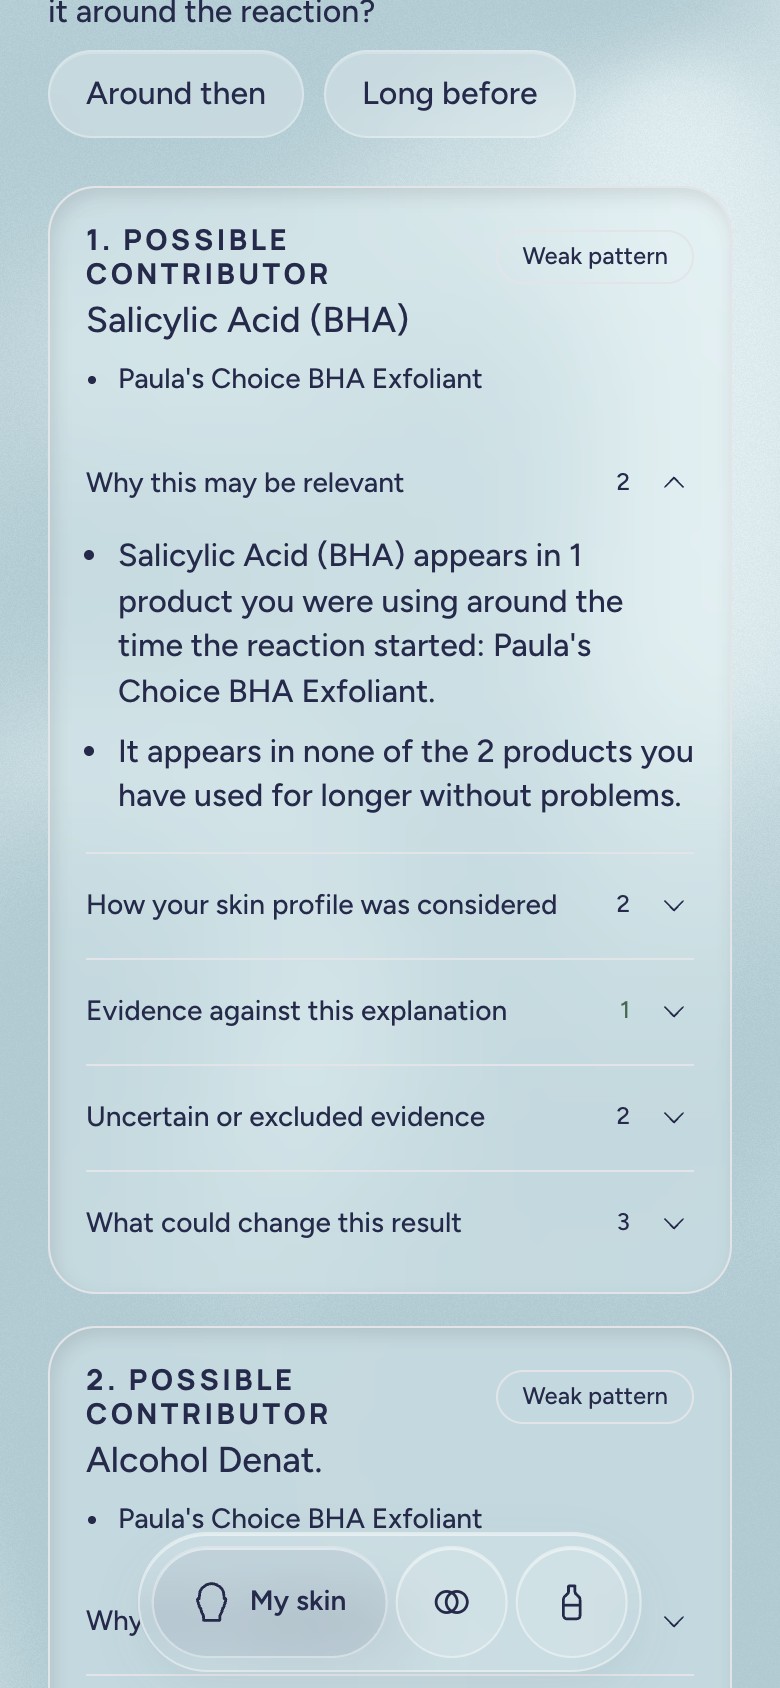 it around the reaction?
Around then
Long before
1. POSSIBLE
CONTRIBUTOR
Weak pattern
Salicylic Acid (BHA)
• Paula's Choice BHA Exfoliant
Why this may be relevant 2
• Salicylic Acid (BHA) appears in 1
product you were using around the
time the reaction started: Paula's
Choice BHA Exfoliant.
• It appears in none of the 2 products you
have used for longer without problems.
How your skin profile was considered 2
Evidence against this explanation 1
Uncertain or excluded evidence 2
What could change this result 3
2. POSSIBLE
CONTRIBUTOR
Weak pattern
Alcohol Denat.
• Paula's Choice BHA Exfoliant
Why
My skin